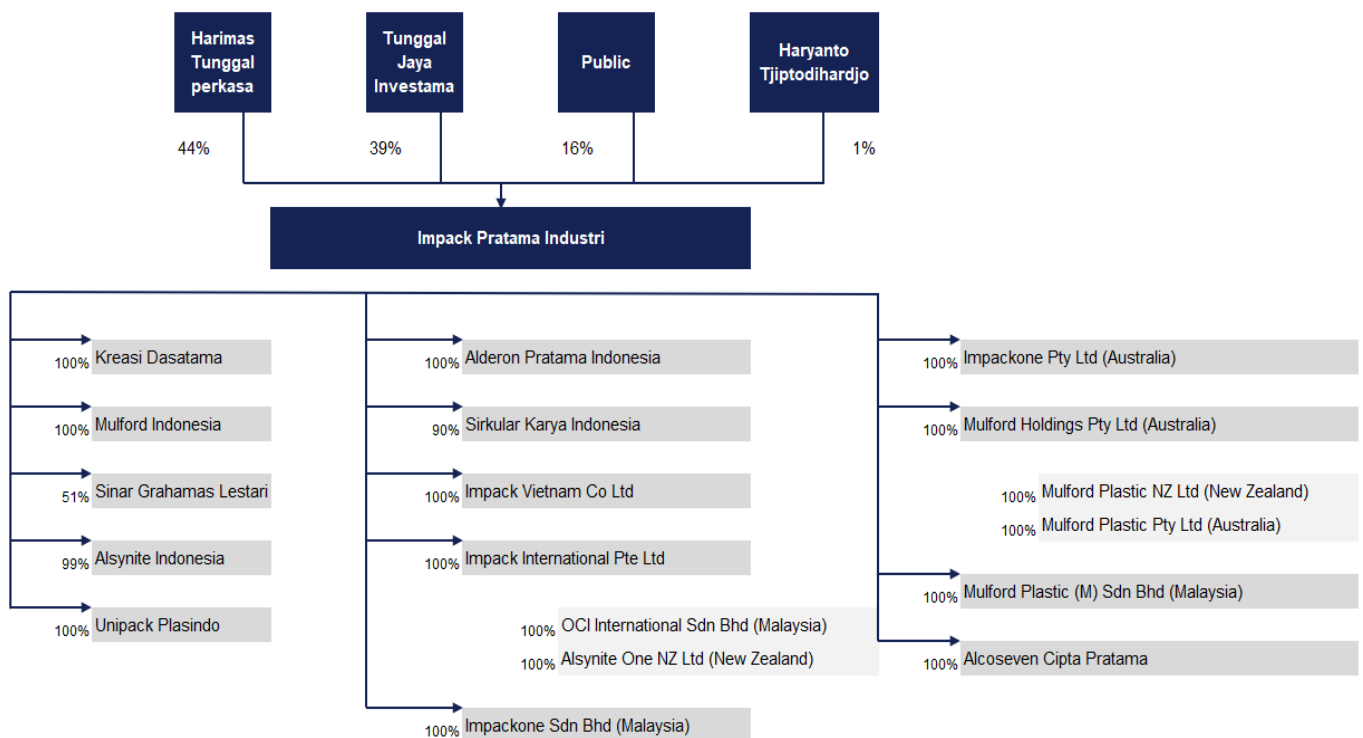 Harimas
Tunggal
perkasa
Tunggal
Jaya
Investama
Public
Haryanto
Tjiptodihardjo
44%
39%
16%
1%
Impack Pratama Industri
100% Kreasi Dasatama
100% Mulford Indonesia
51% Sinar Grahamas Lestari
99% Alsynite Indonesia
100% Unipack Plasindo
100% Alderon Pratama Indonesia
90% Sirkular Karya Indonesia
100% Impack Vietnam Co Ltd
100% Impack International Pte Ltd
100% OCI International Sdn Bhd (Malaysia)
100% Alsynite One NZ Ltd (New Zealand)
100% Impackone Sdn Bhd (Malaysia)
100% Impackone Pty Ltd (Australia)
100% Mulford Holdings Pty Ltd (Australia)
100% Mulford Plastic NZ Ltd (New Zealand)
100% Mulford Plastic Pty Ltd (Australia)
100% Mulford Plastic (M) Sdn Bhd (Malaysia)
100% Alcoseven Cipta Pratama